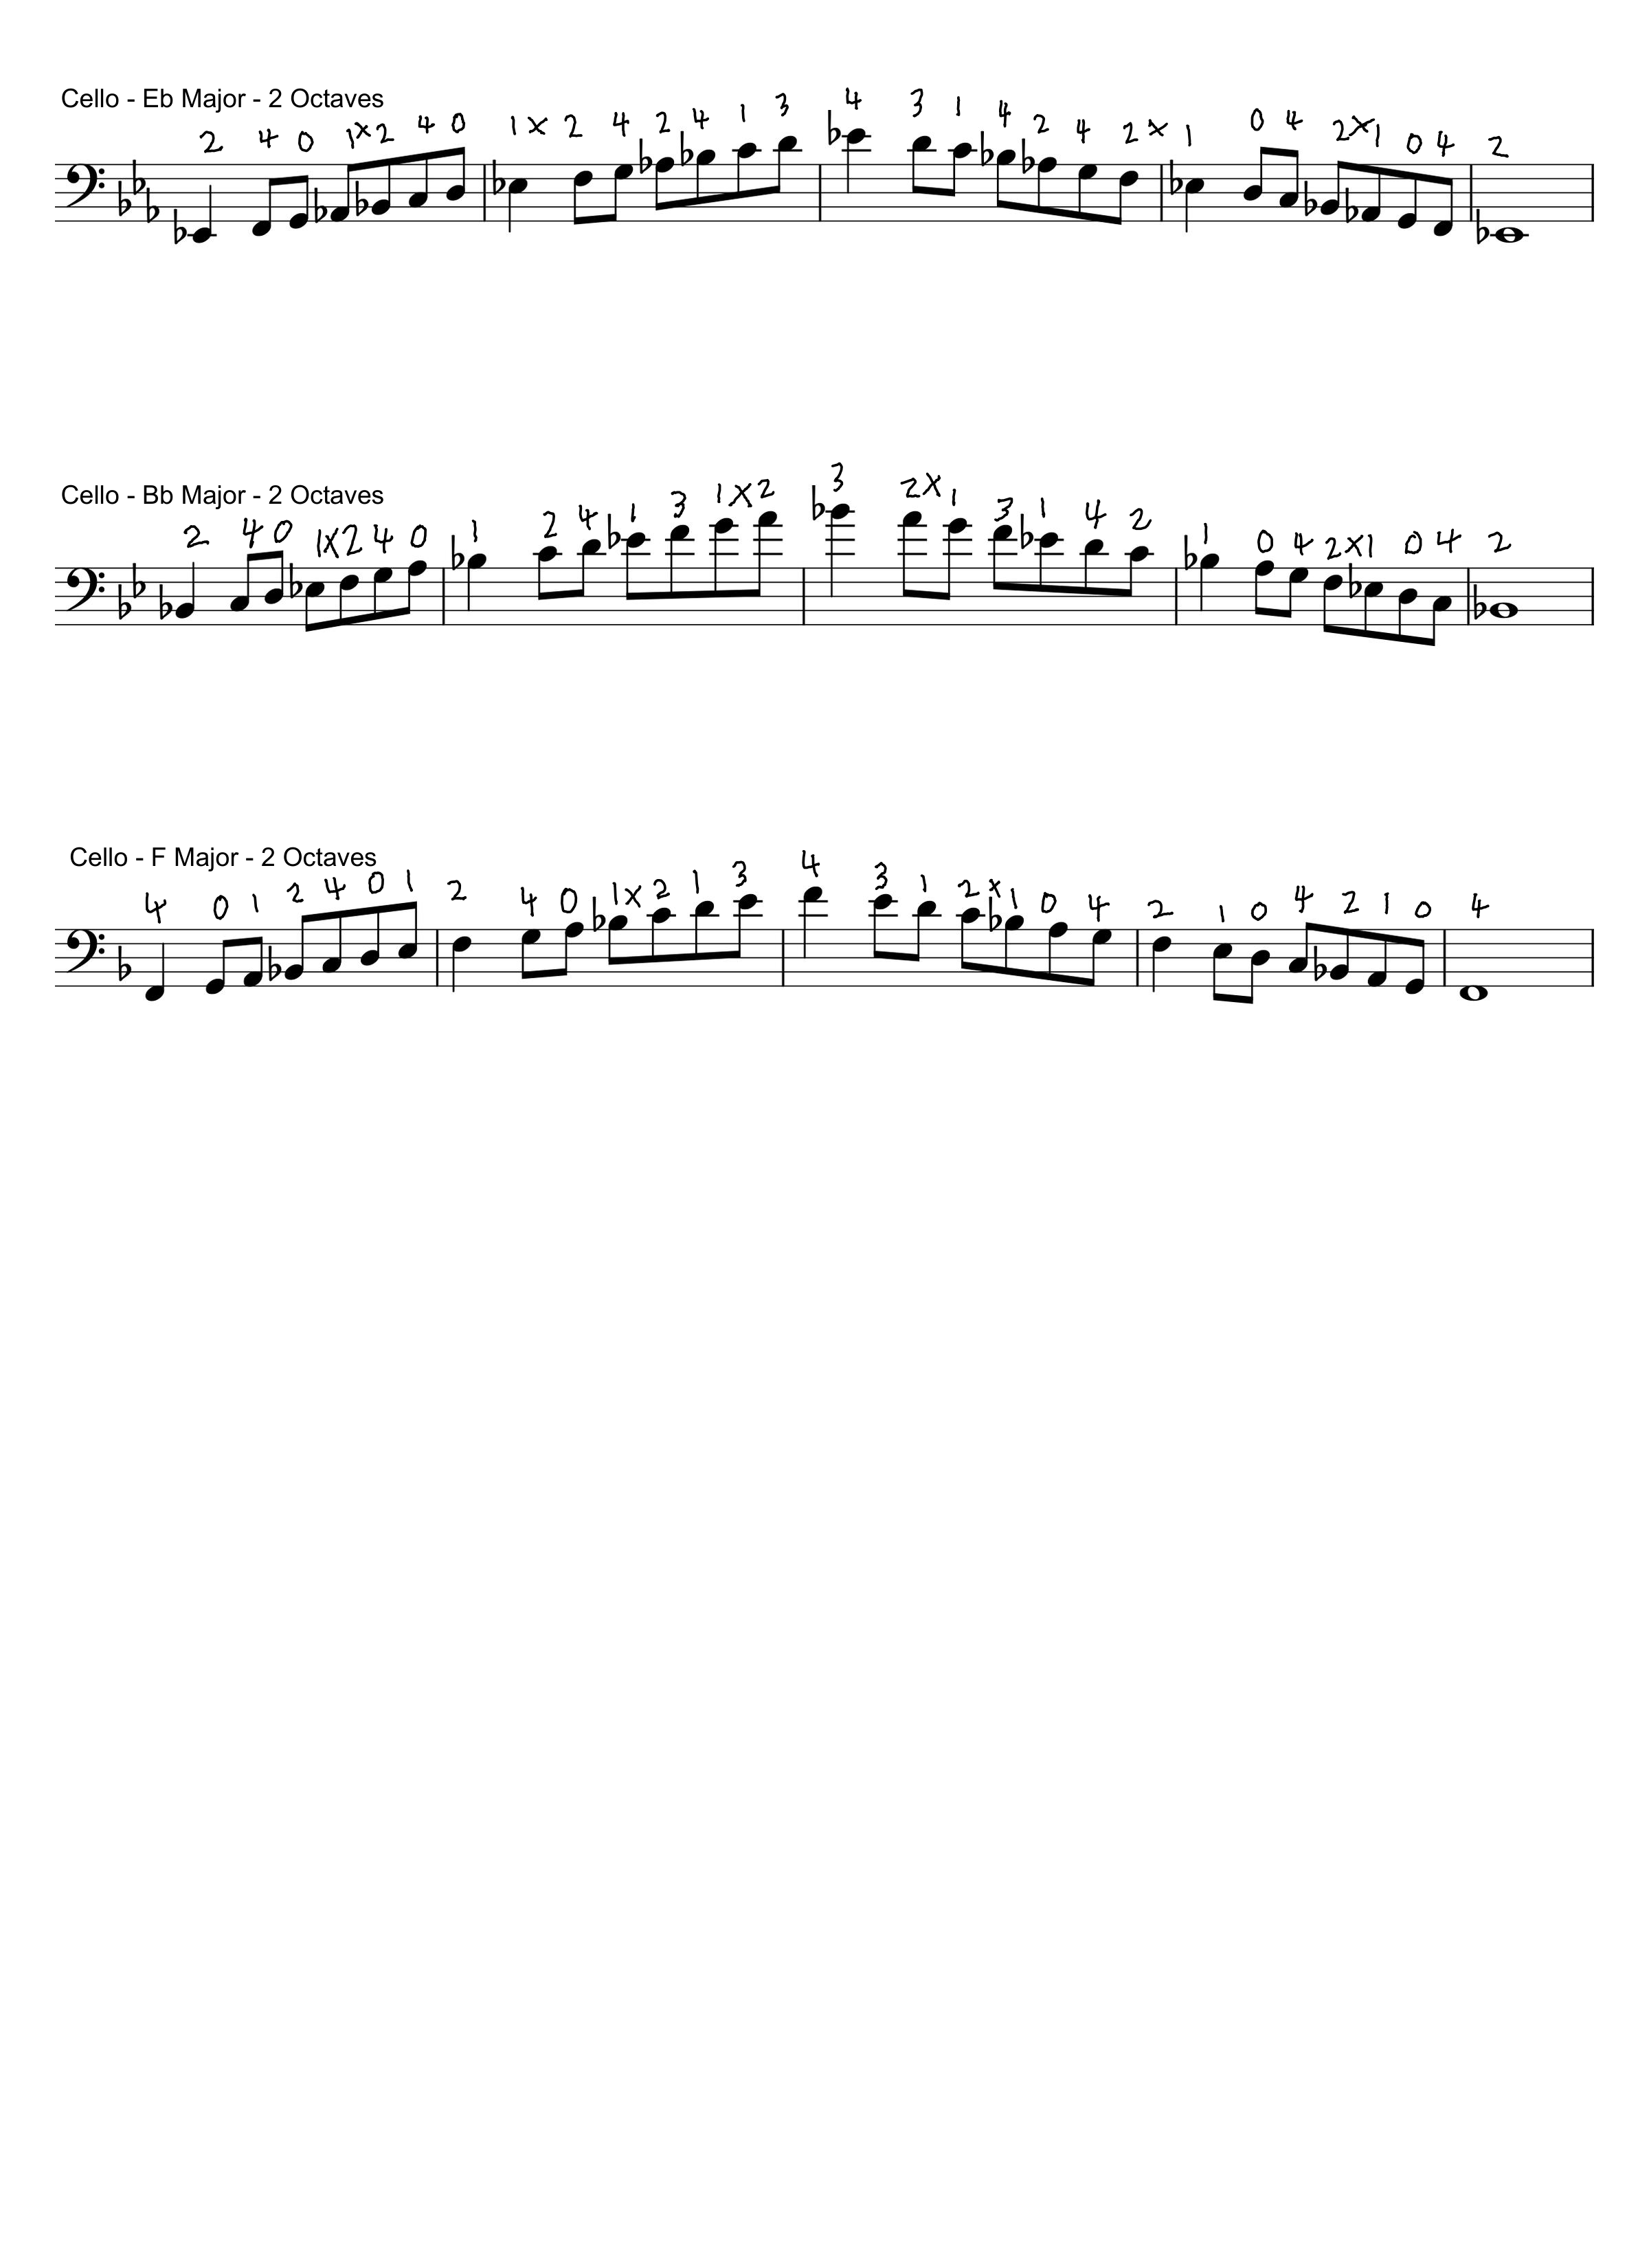 Cello - Eb Major - 2 Octaves
2 4 0 1x2 4 0 1 x 2 4 2 4 1 3 4 3 1 4 2 4 2 x 1 0 4 2x1 0 4 2
Cello - Bb Major - 2 Octaves
2 4 0 1x2 4 0 1 2 4 1 3 1x2 3 2x1 3 1 4 2 1 0 4 2x1 0 4 2
Cello - F Major - 2 Octaves
4 0 1 2 4 0 1 2 4 0 1x2 1 3 4 3 1 2x1 0 4 2 1 0 4 2 1 0 4